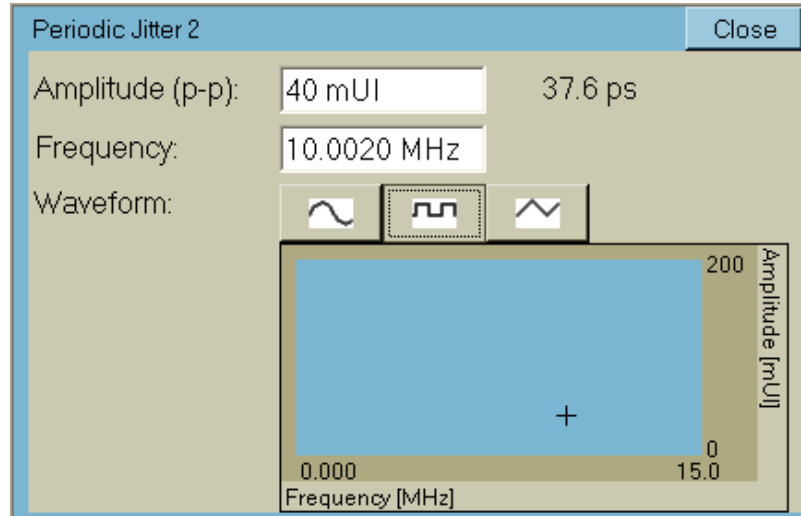 Periodic Jitter 2
Close
Amplitude (p-p):
40 mUI
37.6 ps
Frequency:
10.0020 MHz
Waveform:
200
Amplitude [mUI]
0
0.000
15.0
Frequency [MHz]